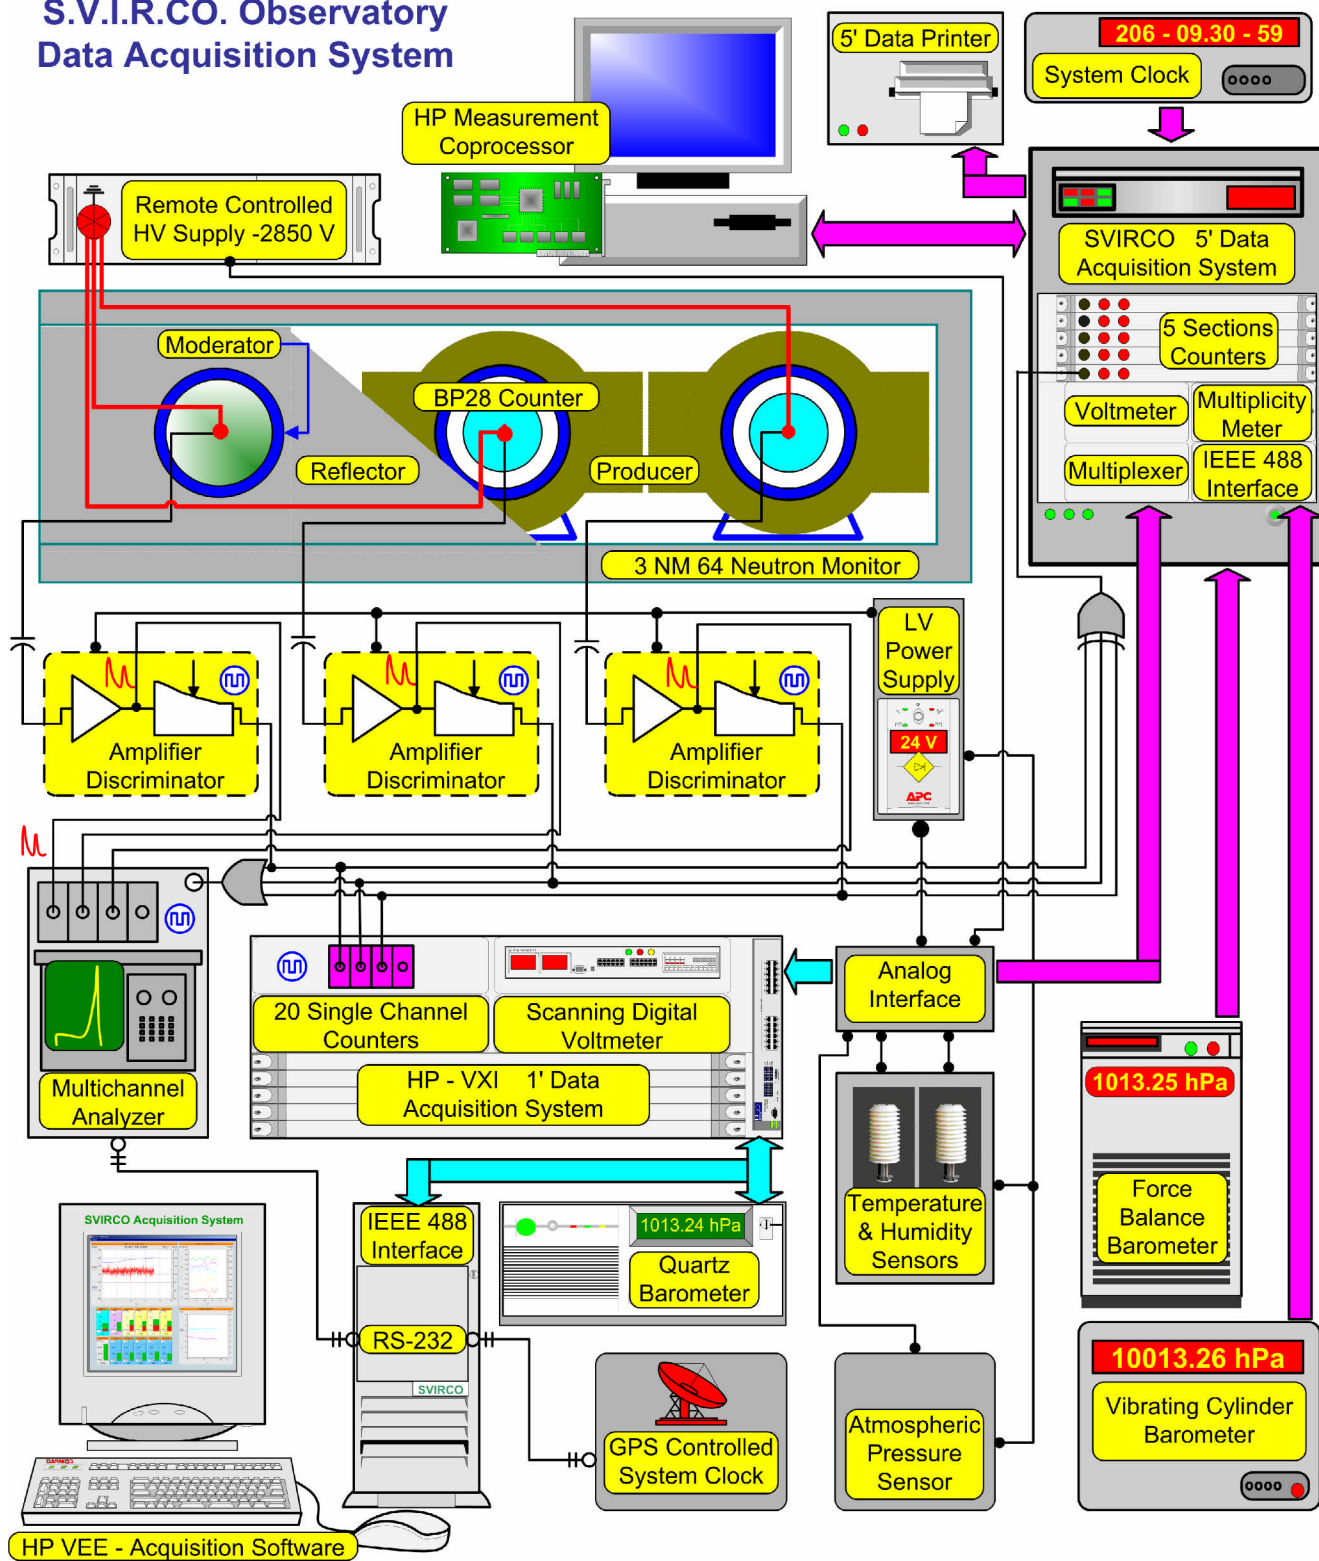 S.V.I.R.CO. Observatory
Data Acquisition System
5' Data Printer
206 - 09.30 - 59
System Clock
HP Measurement
Coprocessor
Remote Controlled
HV Supply -2850 V
SVIRCO 5' Data
Acquisition System
5 Sections
Counters
Moderator
BP28 Counter
Reflector
Producer
Voltmeter
Multiplicity
Meter
Multiplexer
IEEE 488
Interface
3 NM 64 Neutron Monitor
LV
Power
Supply
24 V
APC
Amplifier
Discriminator
Amplifier
Discriminator
Amplifier
Discriminator
Analog
Interface
20 Single Channel
Counters
Scanning Digital
Voltmeter
HP - VXI 1' Data
Acquisition System
Multichannel
Analyzer
1013.25 hPa
Force
Balance
Barometer
Temperature
& Humidity
Sensors
SVIRCO Acquisition System
IEEE 488
Interface
1013.24 hPa
Quartz
Barometer
RS-232
SVIRCO
GPS Controlled
System Clock
Atmospheric
Pressure
Sensor
10013.26 hPa
Vibrating Cylinder
Barometer
HP VEE - Acquisition Software